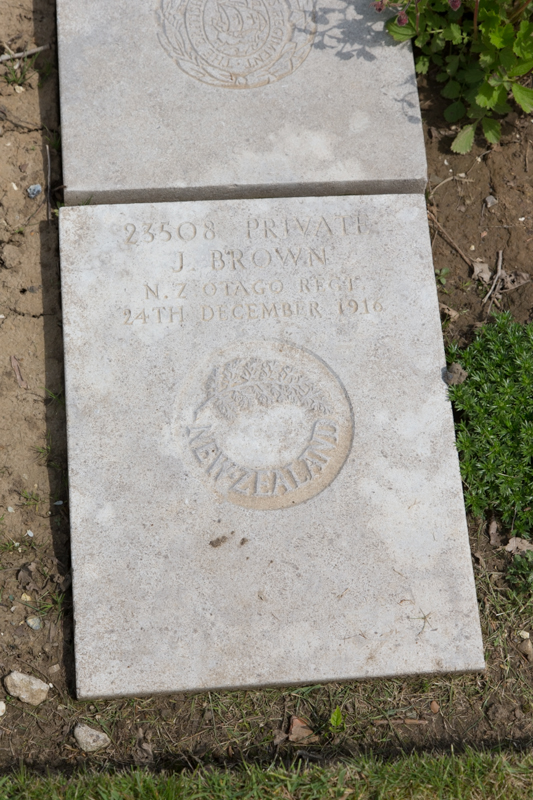 23508 PRIVATE
J. BROWN
N.Z. OTAGO REGT.
24TH DECEMBER 1916
NEW ZEALAND